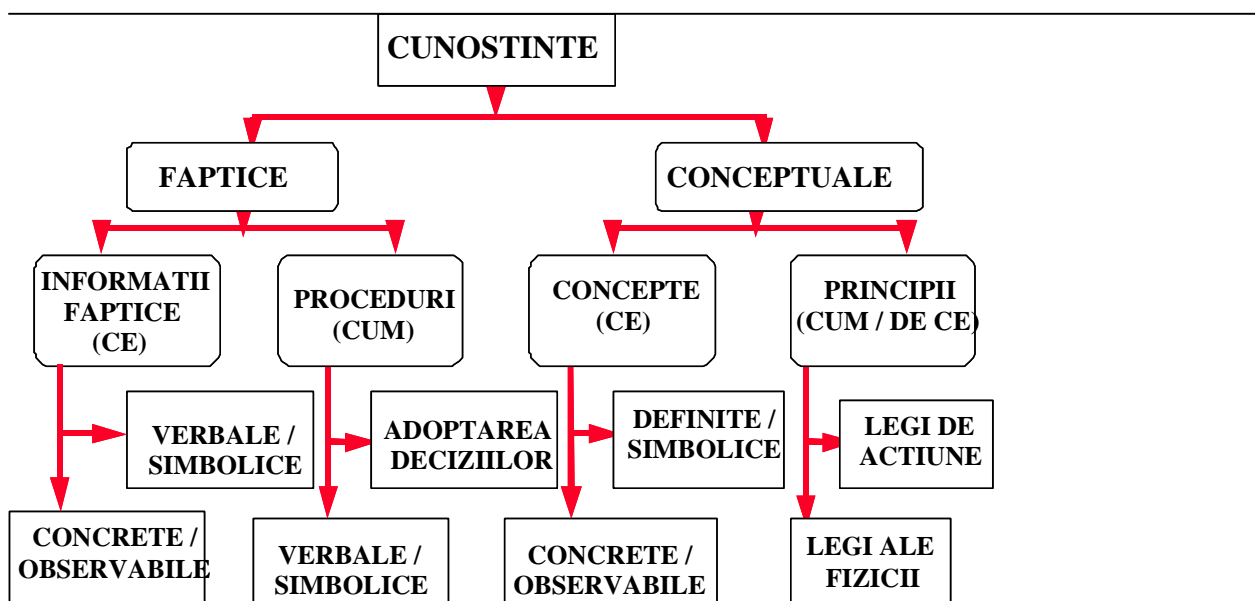 CUNOSTINTE
FAPTICE
CONCEPTUALE
INFORMATII
FAPTICE
(CE)
PROCEDURI
(CUM)
CONCEPTE
(CE)
PRINCIPII
(CUM / DE CE)
VERBALE /
SIMBOLICE
ADOPTAREA
DECIZIILOR
DEFINITE /
SIMBOLICE
LEGI DE
ACTIUNE
CONCRETE /
OBSERVABILE
VERBALE /
SIMBOLICE
CONCRETE /
OBSERVABILE
LEGI ALE
FIZICII